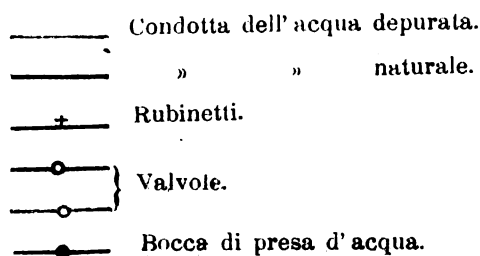 Condotta dell' acqua depurata.
» » naturale.
Rubinetti.
Valvole.
Bocca di presa d' acqua.